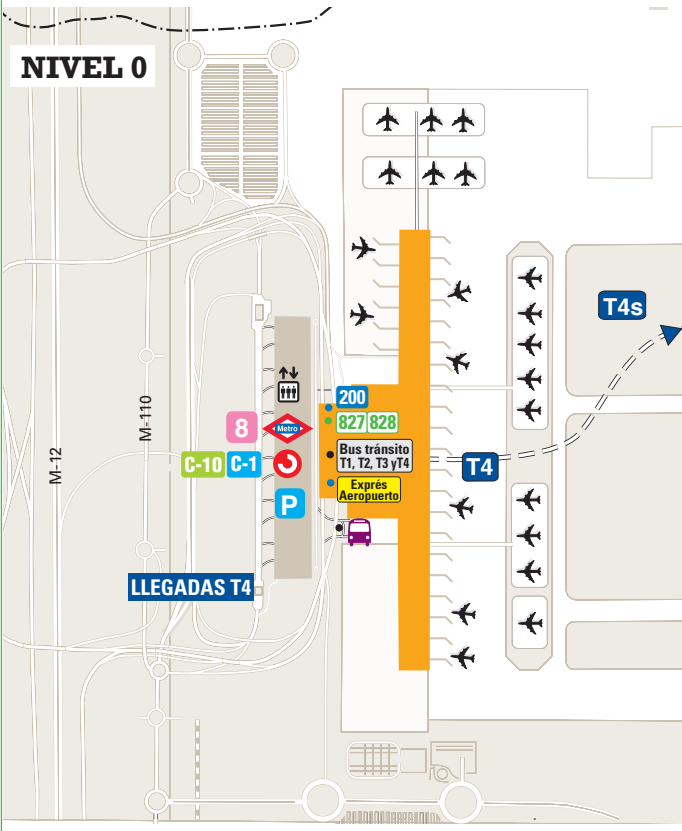 NIVEL 0
T4s
200
M-110
827 828
8
Metro
Bus tránsito
T1, T2, T3 yT4
M-12
C-10 C-1
T4
Exprés
Aeropuerto
P
LLEGADAS T4